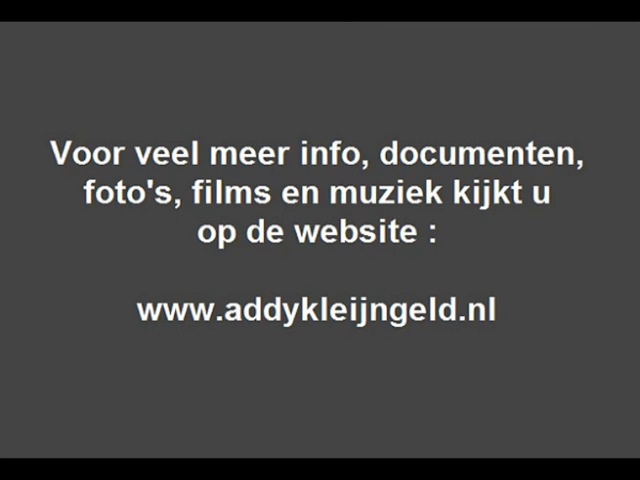 Voor veel meer info, documenten,
foto's, films en muziek kijkt u
op de website :
www.addykleijngeld.nl